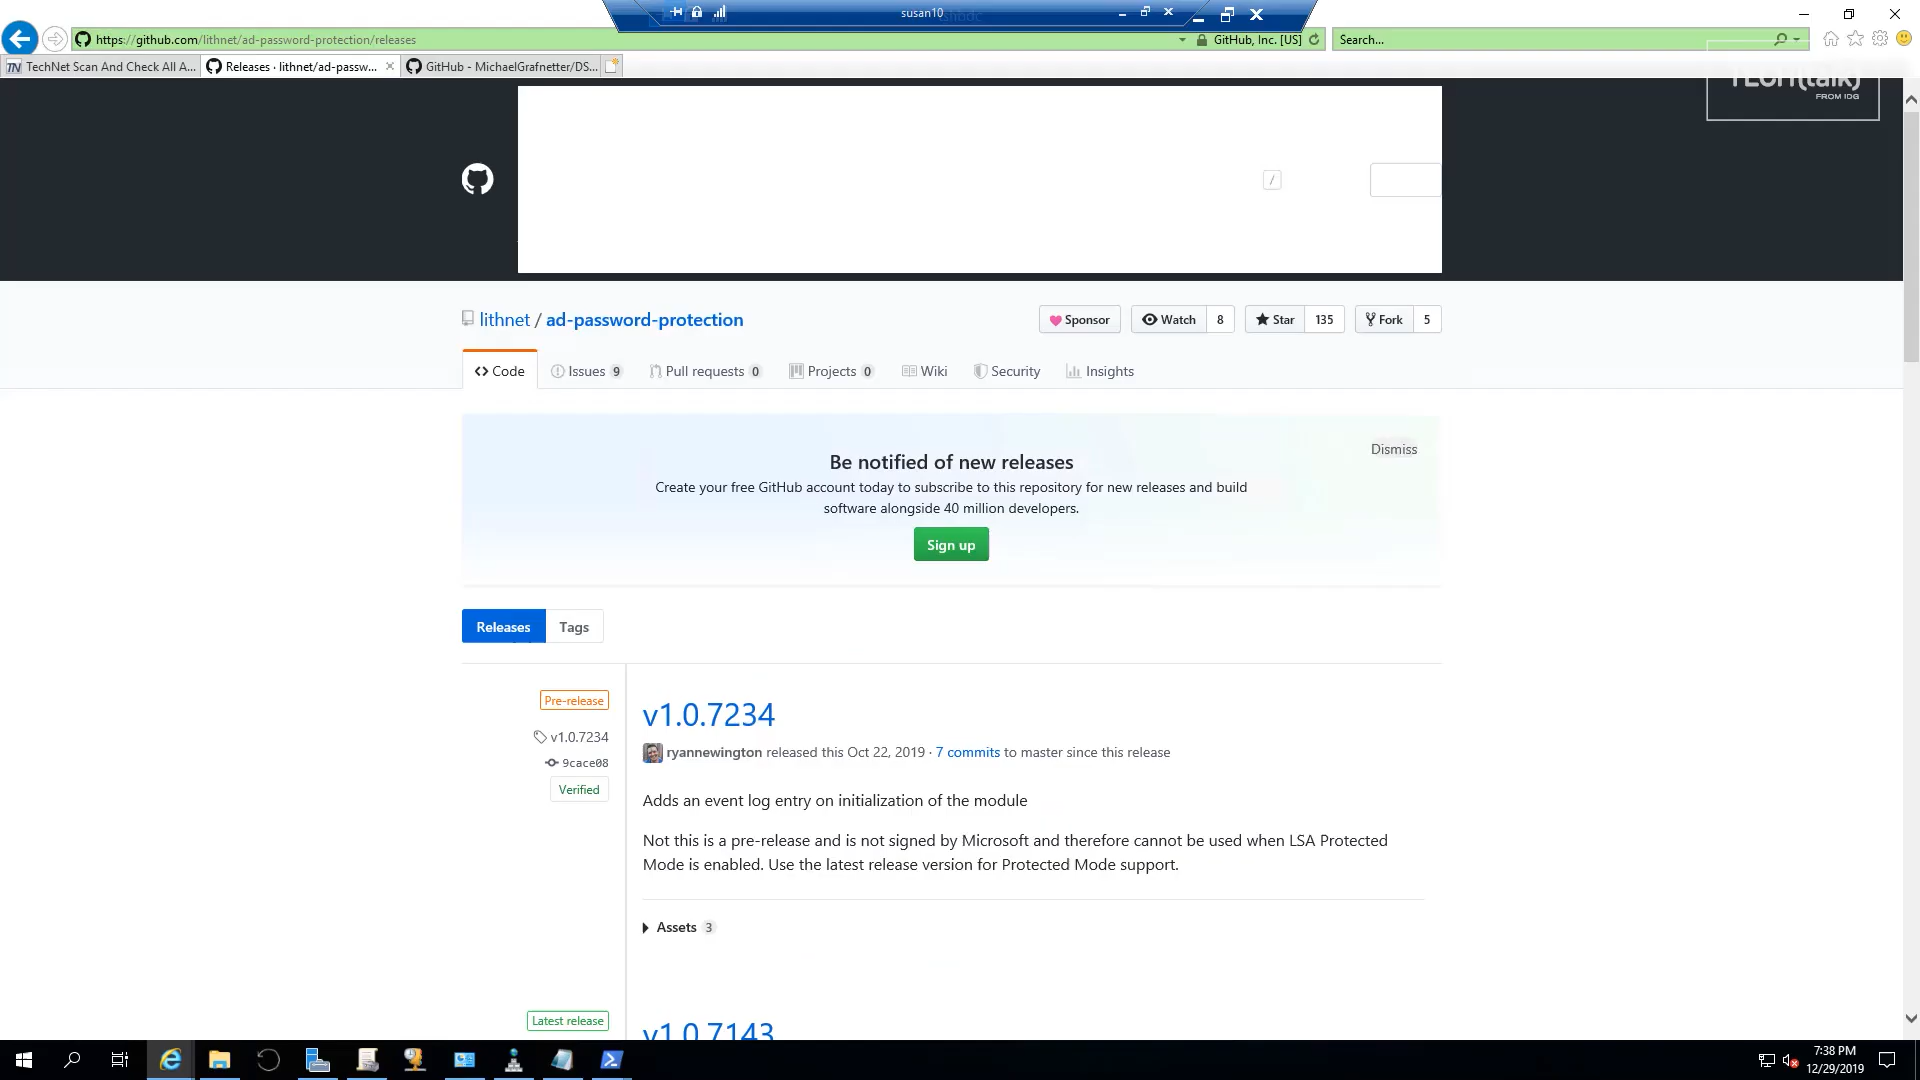 susan10
https://github.com/lithnet/ad-password-protection/releases
GitHub, Inc. [US]
Search...
TechNet Scan And Check All A...
Releases · lithnet/ad-passw...
GitHub - MichaelGrafnetter/DS...
TECH(talk)
FROM IDG
/
lithnet / ad-password-protection
Sponsor
Watch 8
Star 135
Fork 5
Code
Issues 9
Pull requests 0
Projects 0
Wiki
Security
Insights
Dismiss
Be notified of new releases
Create your free GitHub account today to subscribe to this repository for new releases and build
software alongside 40 million developers.
Sign up
Releases
Tags
Pre-release
v1.0.7234
9cace08
Verified
v1.0.7234
ryannewington released this Oct 22, 2019 · 7 commits to master since this release
Adds an event log entry on initialization of the module
Not this is a pre-release and is not signed by Microsoft and therefore cannot be used when LSA Protected
Mode is enabled. Use the latest release version for Protected Mode support.
Assets 3
Latest release
v1.0.7143
7:38 PM
12/29/2019